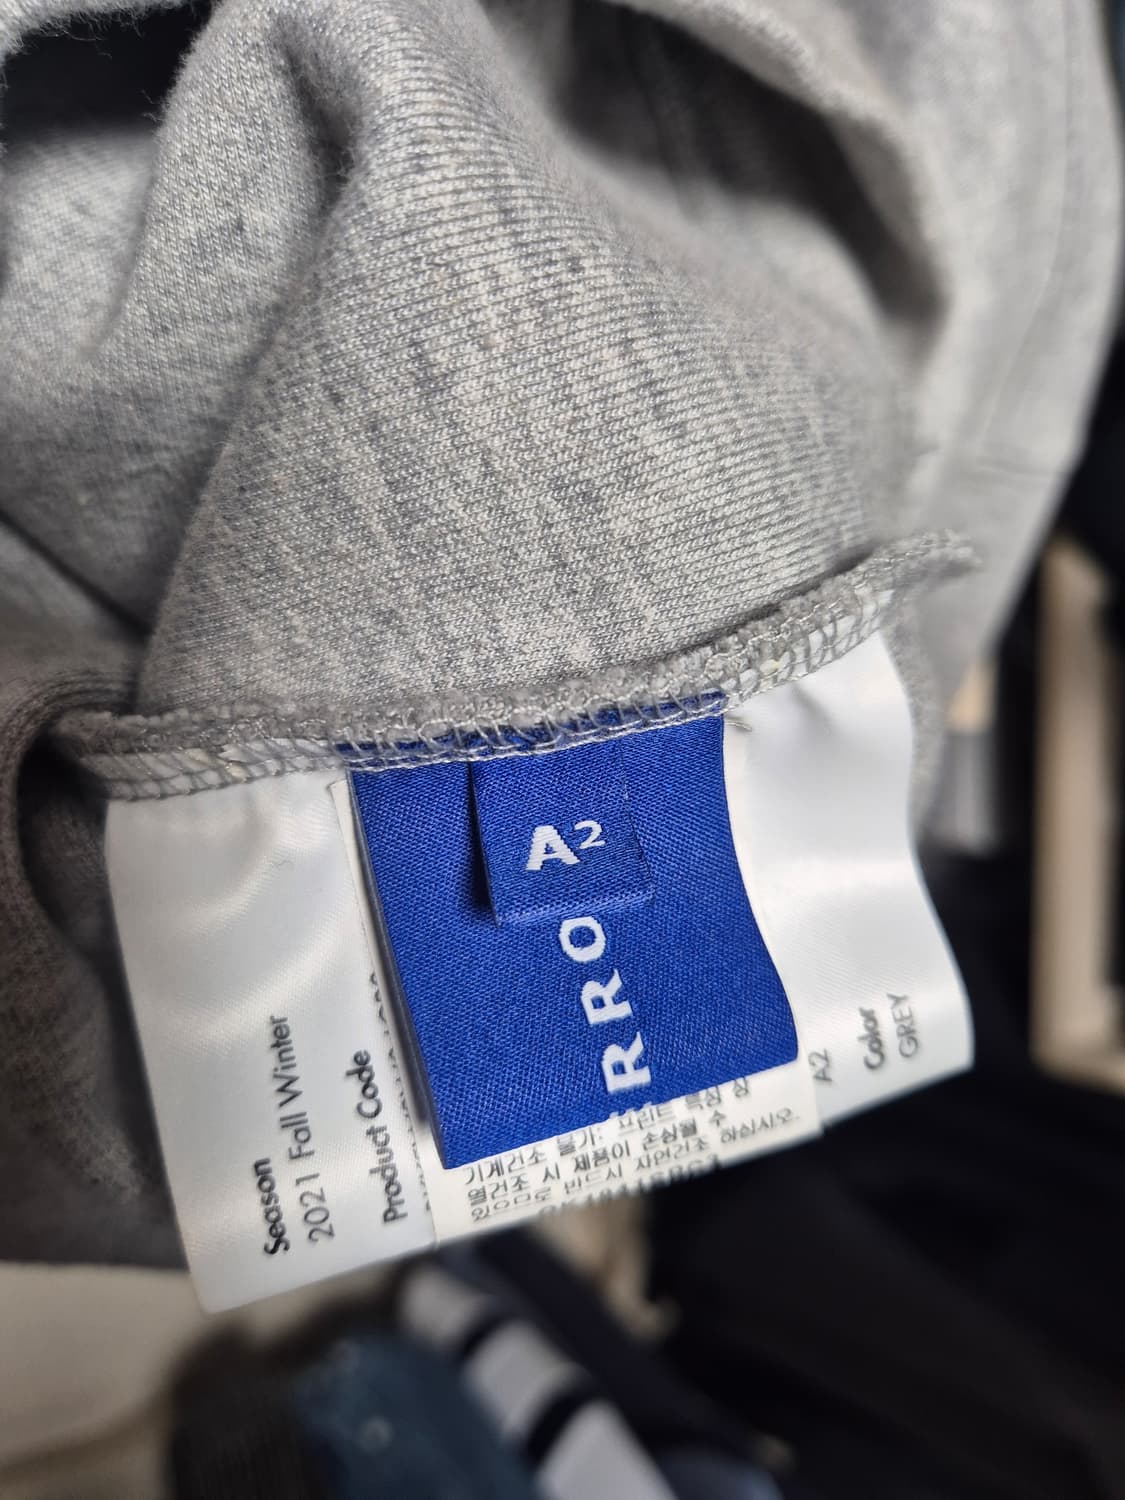 A2
RRO
Season
2021 Fall Winter
Product Code
기계건조 불가: 프린트 특성 상
열건조 시 제품이 손상될 수
있으므로 반드시 자연건조 하십시오.
A2
Color
GREY